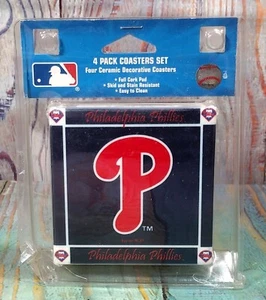 4 PACK COASTERS SET
Four Ceramic Decorative Coasters
• Full Cork Pad
• Skid and Stain Resistant
• Easy to Clean
Philadelphia Phillies
P
TM
Philadelphia Phillies